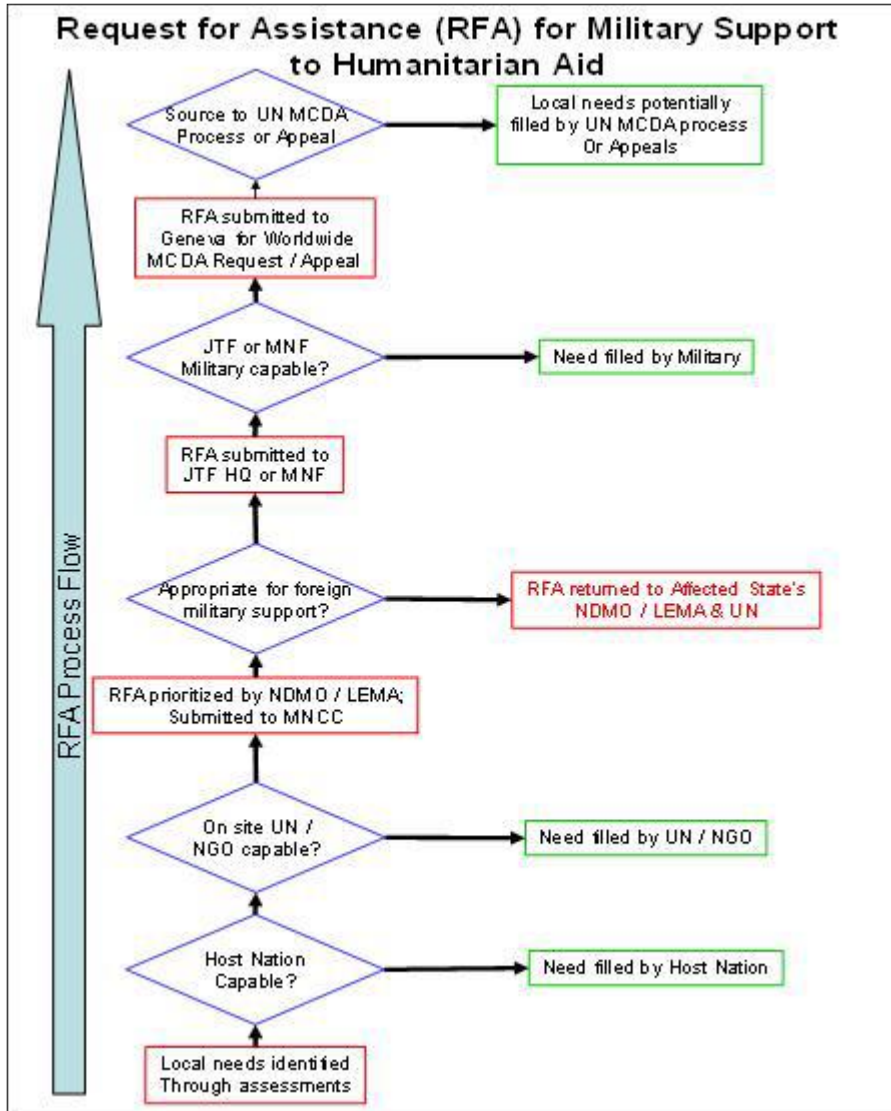 Request for Assistance (RFA) for Military Support
to Humanitarian Aid
Source to UN MCDA
Process or Appeal
Local needs potentially
filled by UN MCDA process
Or Appeals
RFA submitted to
Geneva for Worldwide
MCDA Request / Appeal
JTF or MNF
Military capable?
Need filled by Military
RFA submitted to
JTF HQ or MNF
Appropriate for foreign
military support?
RFA returned to Affected State's
NDMO / LEMA & UN
RFA prioritized by NDMO / LEMA;
Submitted to MNCC
On site UN /
NGO capable?
Need filled by UN / NGO
Host Nation
Capable?
Need filled by Host Nation
Local needs identified
Through assessments
RFA Process Flow